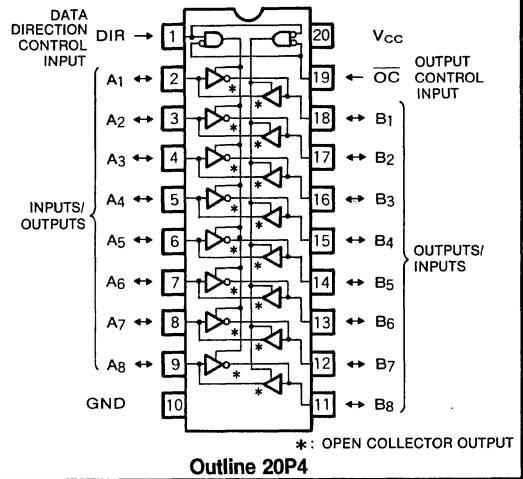 DATA
DIRECTION
CONTROL
INPUT
DIR → 1
20 VCC
A1 ↔ 2
19 ← OC
OUTPUT
CONTROL
INPUT
A2 ↔ 3
18 ↔ B1
A3 ↔ 4
17 ↔ B2
A4 ↔ 5
16 ↔ B3
INPUTS/
OUTPUTS
A5 ↔ 6
15 ↔ B4
OUTPUTS/
INPUTS
A6 ↔ 7
14 ↔ B5
A7 ↔ 8
13 ↔ B6
A8 ↔ 9
12 ↔ B7
GND 10
11 ↔ B8
*: OPEN COLLECTOR OUTPUT
Outline 20P4